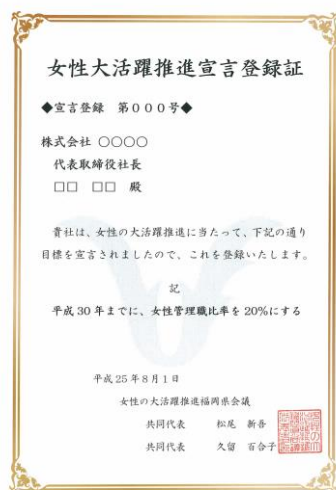 女性大活躍推進宣言登録証
◆宣言登録　第０００号◆
株式会社 ○○○○
代表取締役社長
□□　□□　殿
貴社は、女性の大活躍推進に当たって、下記の通り
目標を宣言されましたので、これを登録いたします。
記
平成 30 年までに、女性管理職比率を 20%にする
平成 25 年 8 月 1 日
女性の大活躍推進福岡県会議
共同代表　松尾　新吾
共同代表　久留　百合子